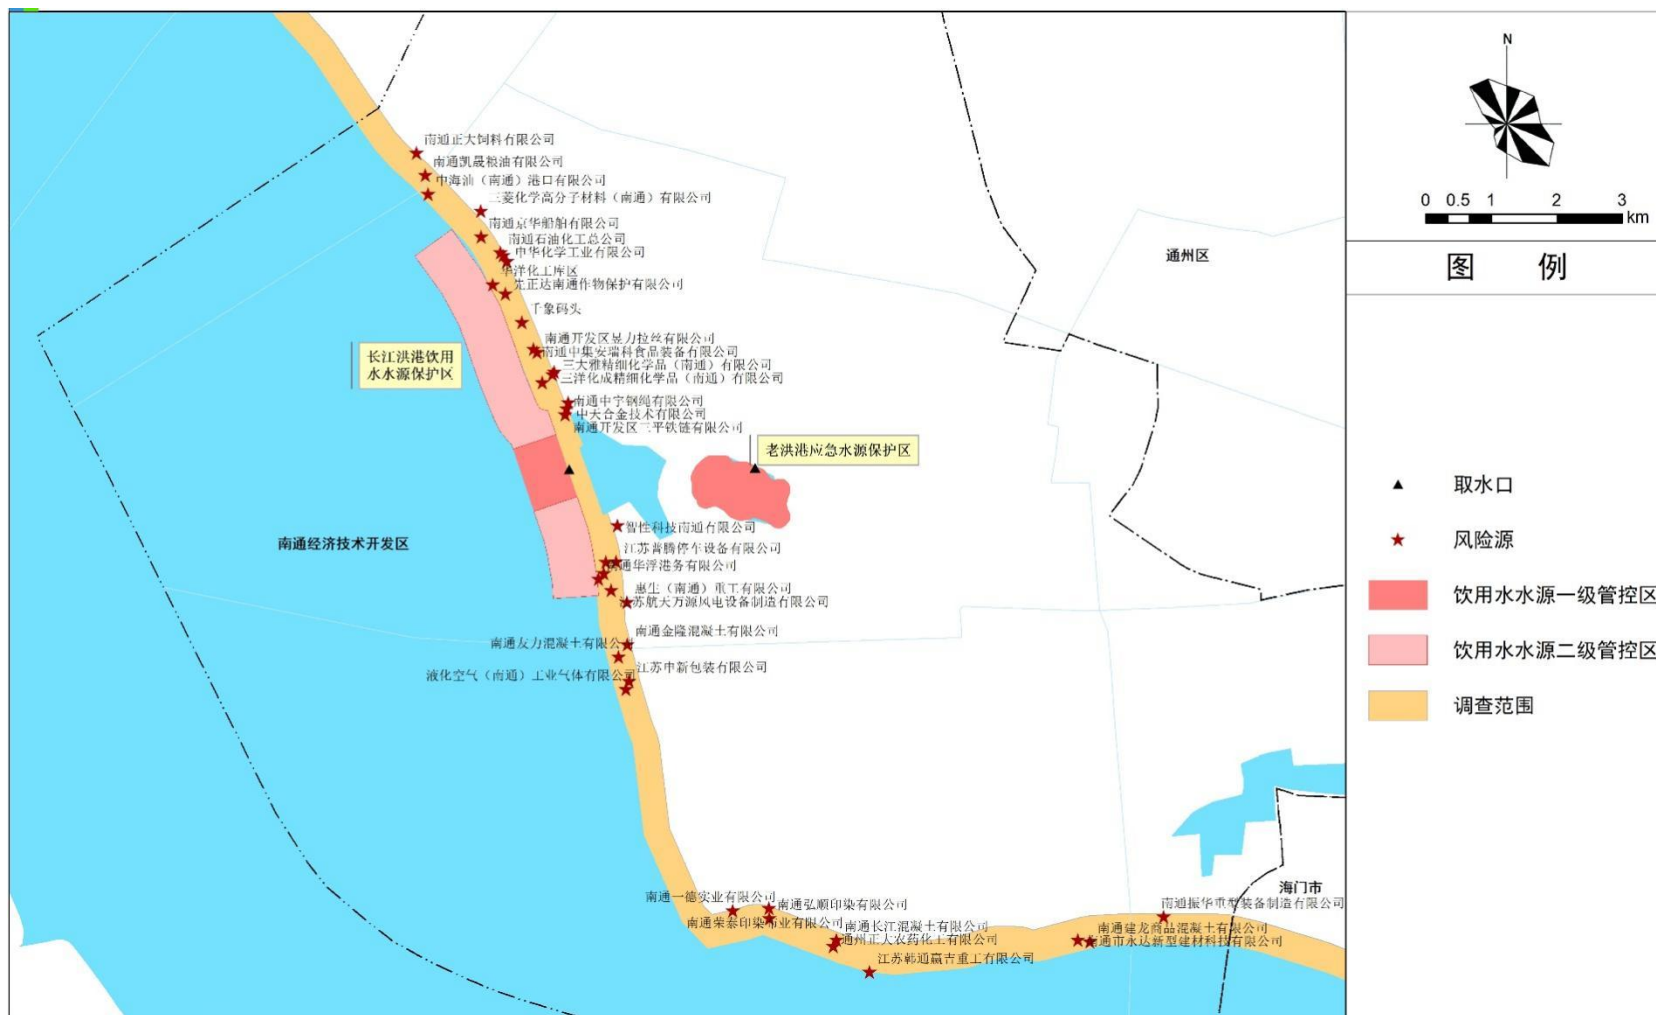 南通正大饲料有限公司
南通凯晟粮油有限公司
中海油（南通）港口有限公司
三菱化学高分子材料（南通）有限公司
南通京华船舶有限公司
南通石油化工总公司
申华化学工业有限公司
华洋化工库区
先正达南通作物保护有限公司
千象码头
南通开发区昱力拉丝有限公司
南通中集安瑞科食品装备有限公司
三大雅精细化学品（南通）有限公司
三洋化成精细化学品（南通）有限公司
南通中宇钢绳有限公司
中天合金技术有限公司
南通开发区三平铁链有限公司
长江洪港饮用
水水源保护区
老洪港应急水源保护区
通州区
南通经济技术开发区
智性科技南通有限公司
江苏普腾停车设备有限公司
南通华浮港务有限公司
惠生（南通）重工有限公司
江苏航天万源风电设备制造有限公司
南通金隆混凝土有限公司
南通友力混凝土有限公司
江苏申新包装有限公司
液化空气（南通）工业气体有限公司
海门市
南通一德实业有限公司
南通弘顺印染有限公司
南通荣泰印染布业有限公司
南通长江混凝土有限公司
通州正大农药化工有限公司
江苏韩通赢吉重工有限公司
南通振华重型装备制造有限公司
南通建龙商品混凝土有限公司
南通市永达新型建材科技有限公司
N
0 0.5 1 2 3
km
图 例
取水口
风险源
饮用水水源一级管控区
饮用水水源二级管控区
调查范围